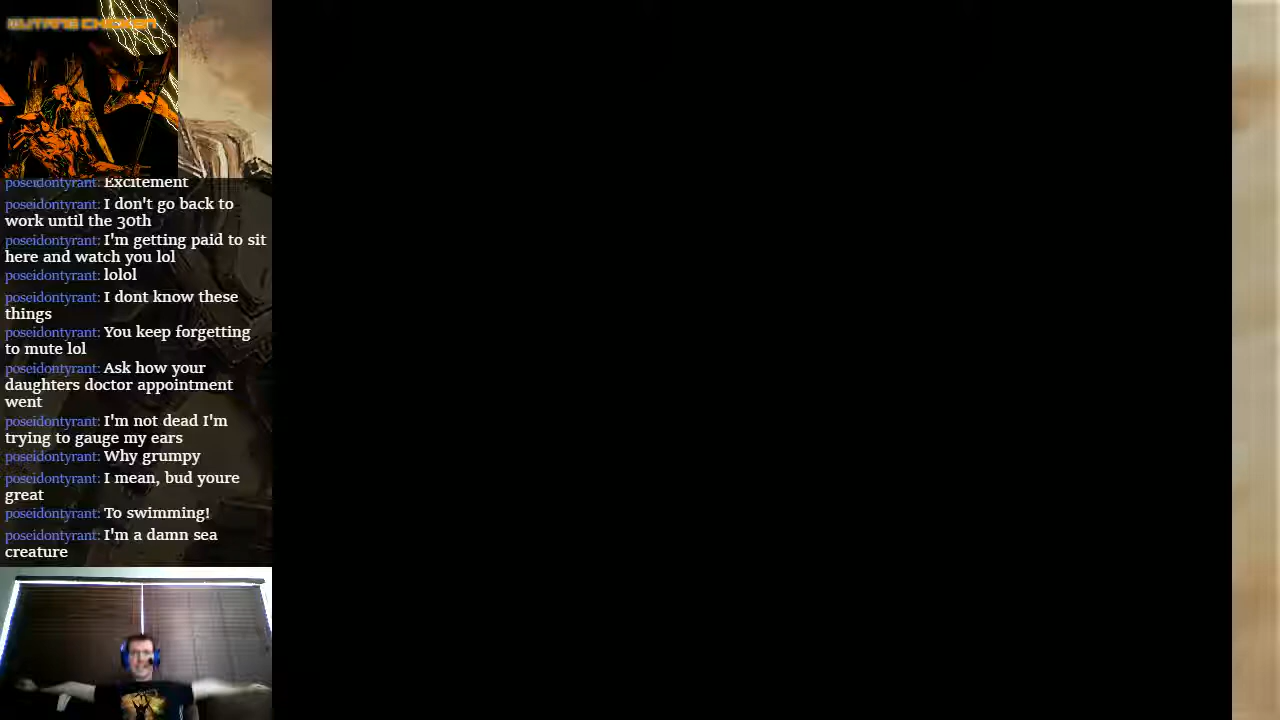 WUTANG CHICKEN
poseidontyrant: Excitement
poseidontyrant: I don't go back to
work until the 30th
poseidontyrant: I'm getting paid to sit
here and watch you lol
poseidontyrant: lolol
poseidontyrant: I dont know these
things
poseidontyrant: You keep forgetting
to mute lol
poseidontyrant: Ask how your
daughters doctor appointment
went
poseidontyrant: I'm not dead I'm
trying to gauge my ears
poseidontyrant: Why grumpy
poseidontyrant: I mean, bud youre
great
poseidontyrant: To swimming!
poseidontyrant: I'm a damn sea
creature